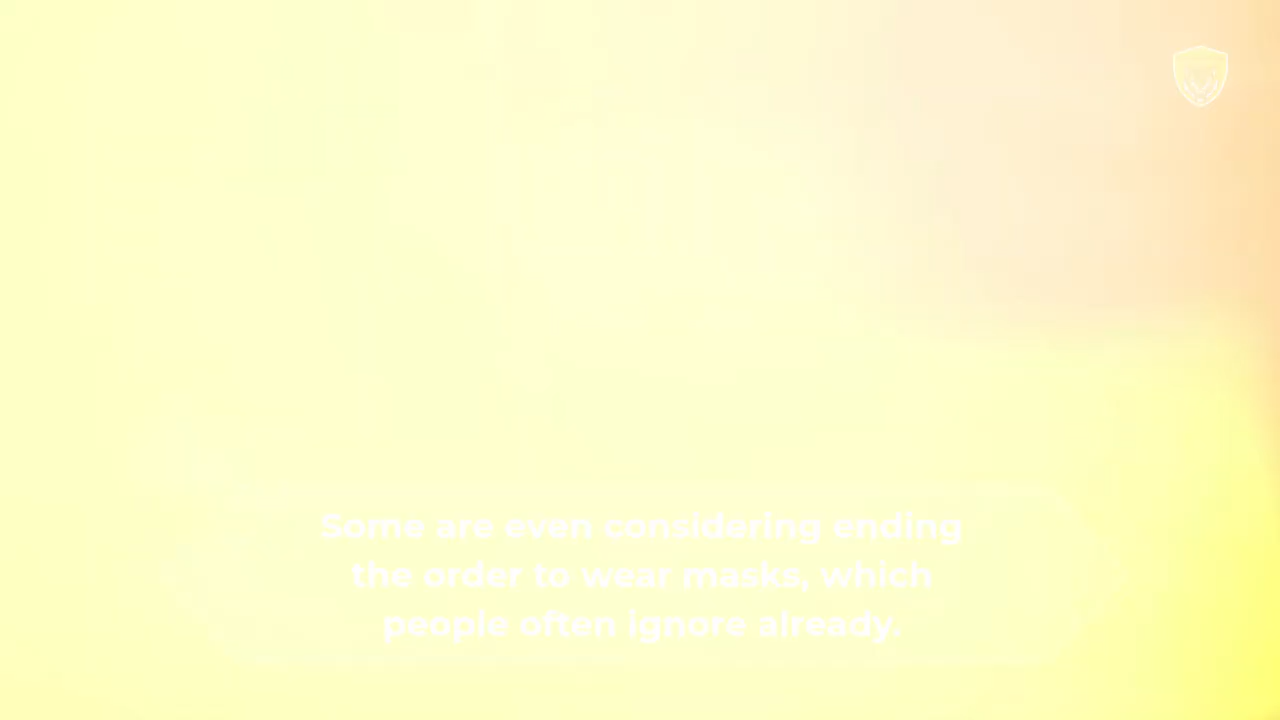 Some are even considering ending
the order to wear masks, which
people often ignore already.